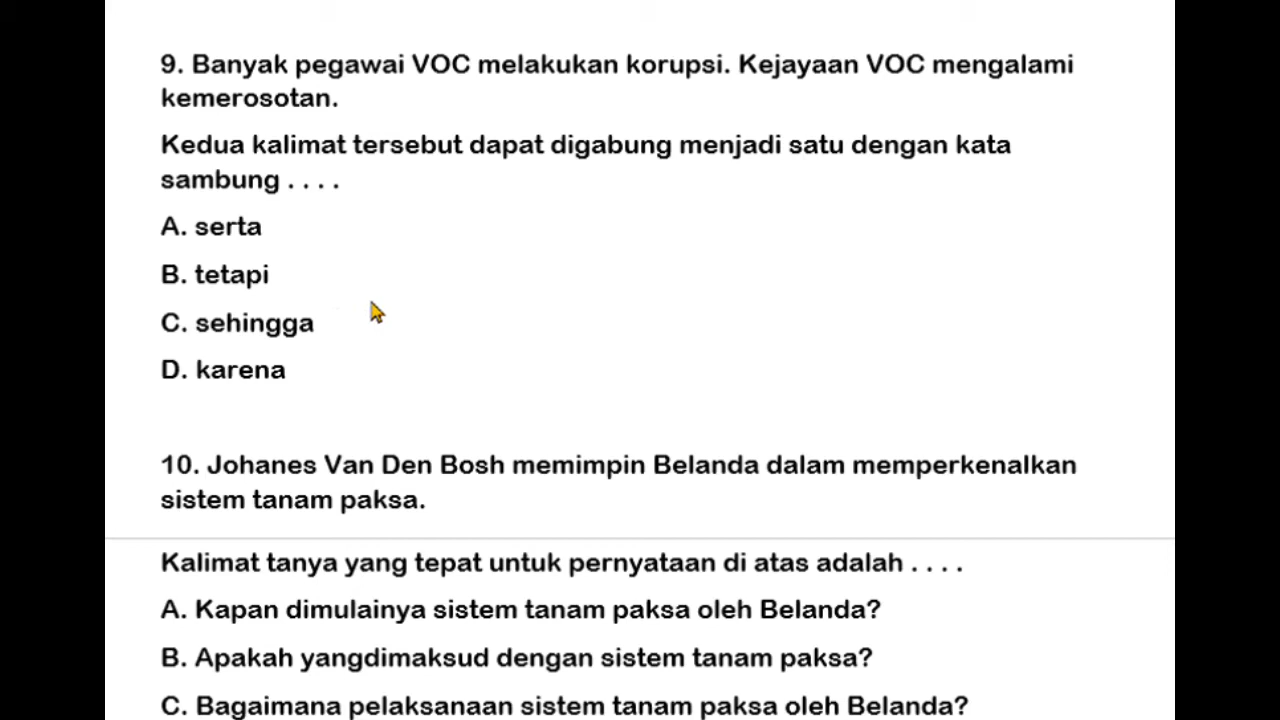 9. Banyak pegawai VOC melakukan korupsi. Kejayaan VOC mengalami
kemerosotan.
Kedua kalimat tersebut dapat digabung menjadi satu dengan kata
sambung . . . .
A. serta
B. tetapi
C. sehingga
D. karena
10. Johanes Van Den Bosh memimpin Belanda dalam memperkenalkan
sistem tanam paksa.
Kalimat tanya yang tepat untuk pernyataan di atas adalah . . . .
A. Kapan dimulainya sistem tanam paksa oleh Belanda?
B. Apakah yangdimaksud dengan sistem tanam paksa?
C. Bagaimana pelaksanaan sistem tanam paksa oleh Belanda?